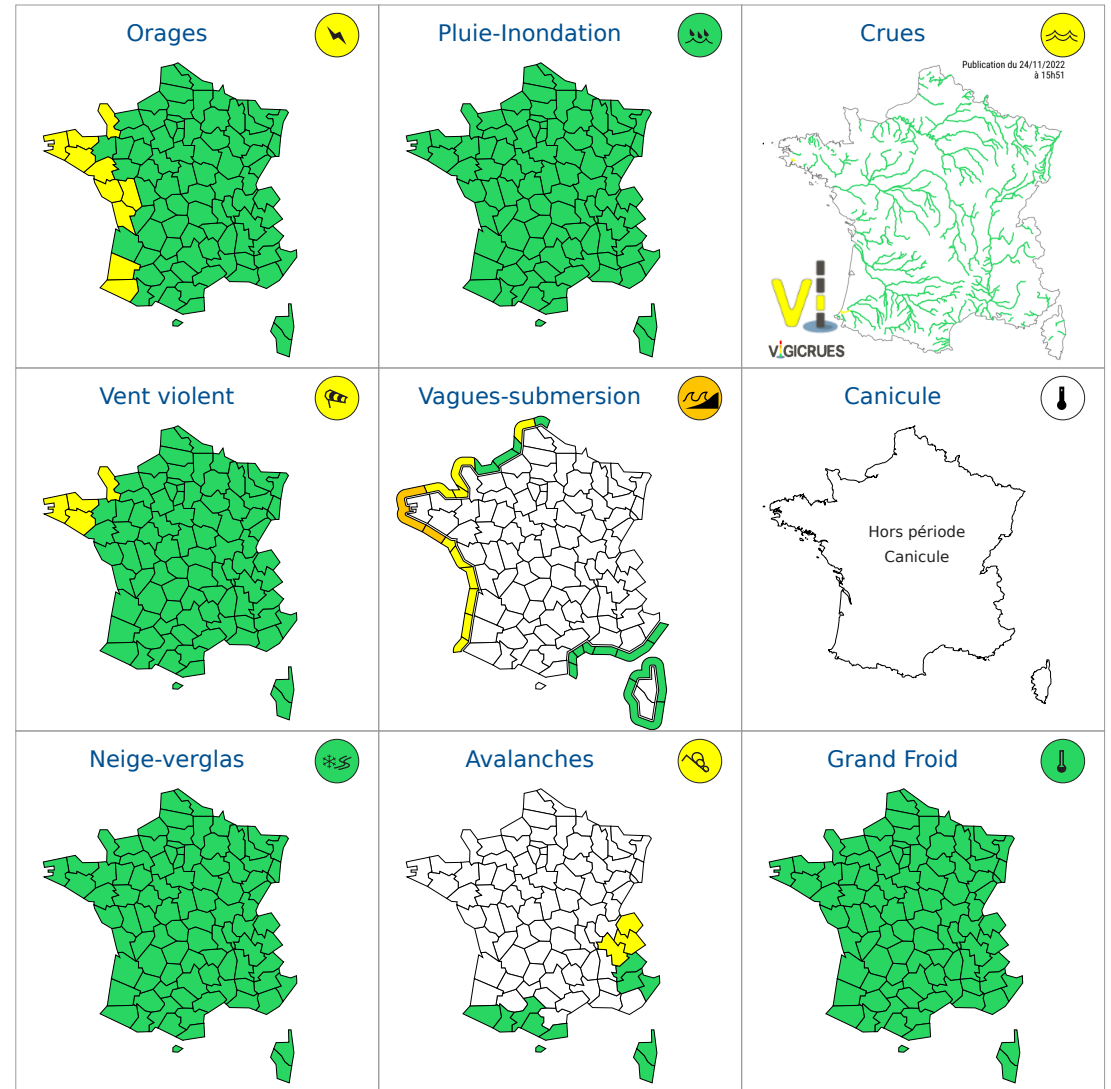 Orages
Pluie-Inondation
Crues
Publication du 24/11/2022
à 15h51
Vi
VIGICRUES
Vent violent
Vagues-submersion
Canicule
Hors période
Canicule
Neige-verglas
Avalanches
Grand Froid